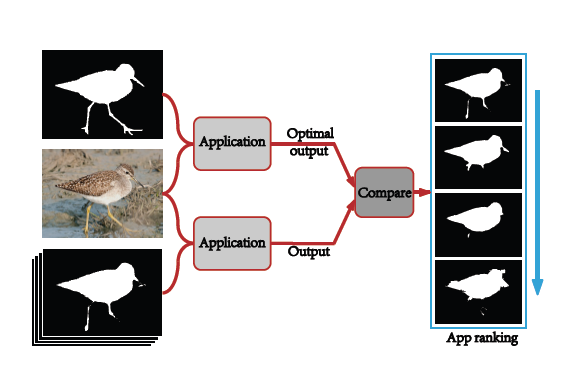 Application
Optimal
output
Compare
Application
Output
App ranking